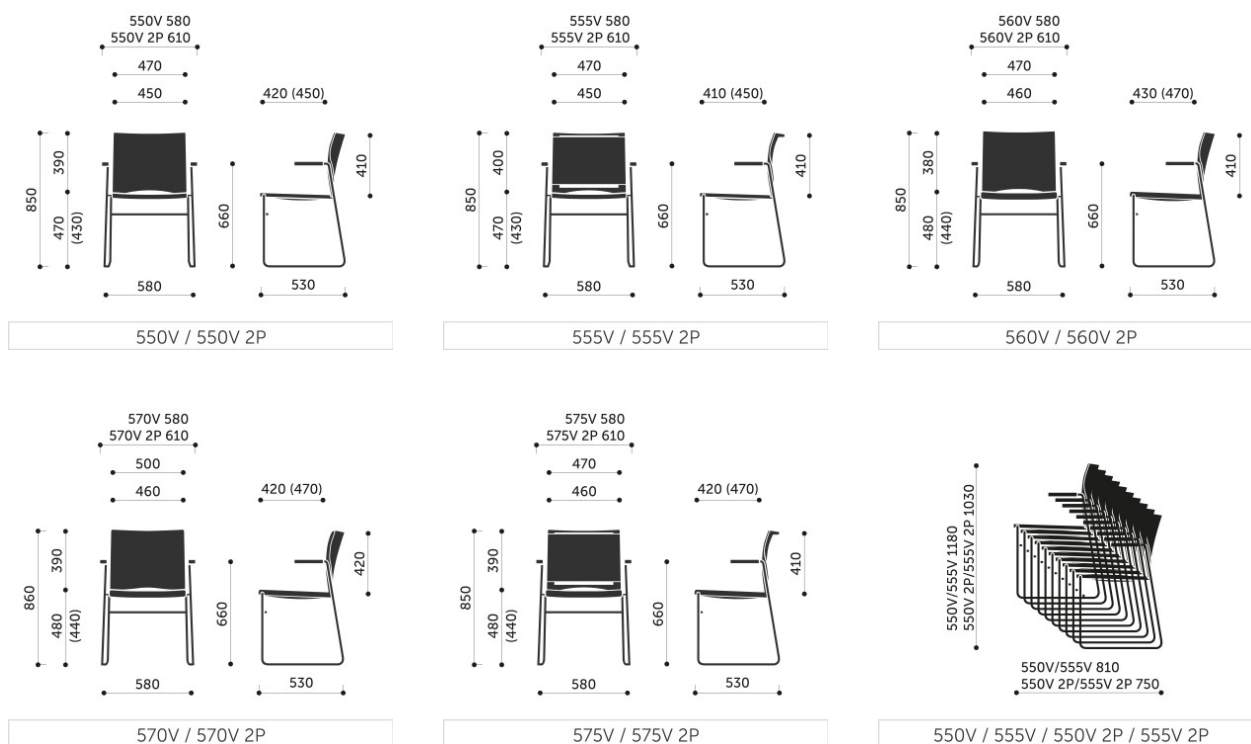 550V 580
550V 2P 610
470
450
420 (450)
850
390
470
(430)
660
410
580
530
550V / 550V 2P
555V 580
555V 2P 610
470
450
410 (450)
850
400
470
(430)
660
410
580
530
555V / 555V 2P
560V 580
560V 2P 610
470
460
430 (470)
850
380
480
(440)
660
410
580
530
560V / 560V 2P
570V 580
570V 2P 610
500
460
420 (470)
860
390
480
(440)
660
420
580
530
570V / 570V 2P
575V 580
575V 2P 610
470
460
420 (470)
850
390
480
(440)
660
410
580
530
575V / 575V 2P
550V/555V 1180
550V 2P/555V 2P 1030
550V/555V 810
550V 2P/555V 2P 750
550V / 555V / 550V 2P / 555V 2P